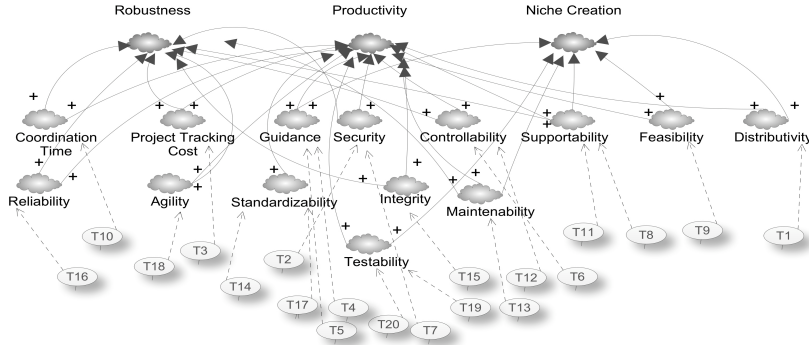 Robustness
Productivity
Niche Creation
+ + + + + + + + + + + +
Coordination
Time
Project Tracking
Cost
Guidance
Security
Controllability
Supportability
Feasibility
Distributivity
+ + + + + + + +
Reliability
Agility
Standardizability
Integrity
Maintenability
+ +
Testability
T10
T3
T2
T11
T8
T9
T1
T16
T18
T14
T15
T12
T6
T17
T4
T19
T13
T5
T20
T7